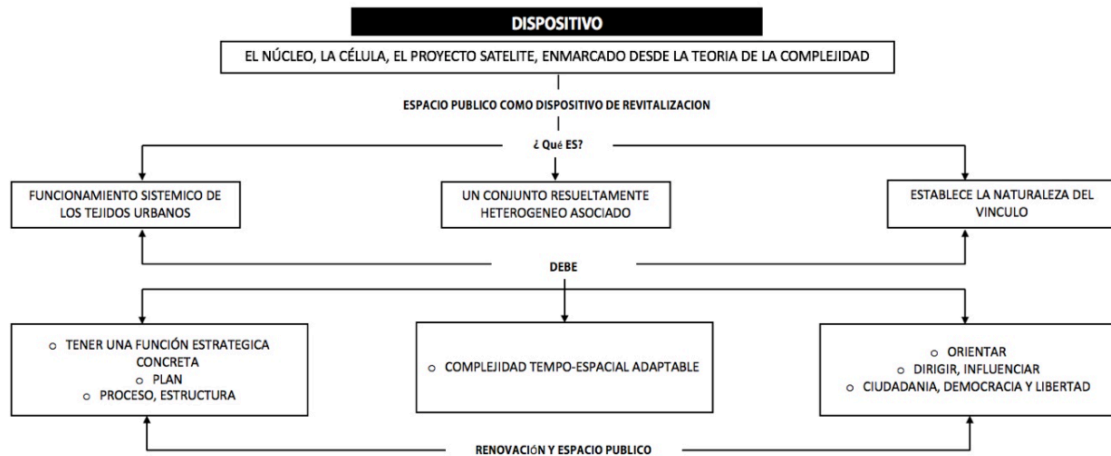 DISPOSITIVO
EL NÚCLEO, LA CÉLULA, EL PROYECTO SATELITE, ENMARCADO DESDE LA TEORIA DE LA COMPLEJIDAD
ESPACIO PUBLICO COMO DISPOSITIVO DE REVITALIZACION
¿ Qué ES?
FUNCIONAMIENTO SISTEMICO DE
LOS TEJIDOS URBANOS
UN CONJUNTO RESUELTAMENTE
HETEROGENEO ASOCIADO
ESTABLECE LA NATURALEZA DEL
VINCULO
DEBE
o TENER UNA FUNCIÓN ESTRATEGICA
CONCRETA
o PLAN
o PROCESO, ESTRUCTURA
o COMPLEJIDAD TEMPO-ESPACIAL ADAPTABLE
o ORIENTAR
o DIRIGIR, INFLUENCIAR
o CIUDADANIA, DEMOCRACIA Y LIBERTAD
RENOVACIÓN Y ESPACIO PUBLICO